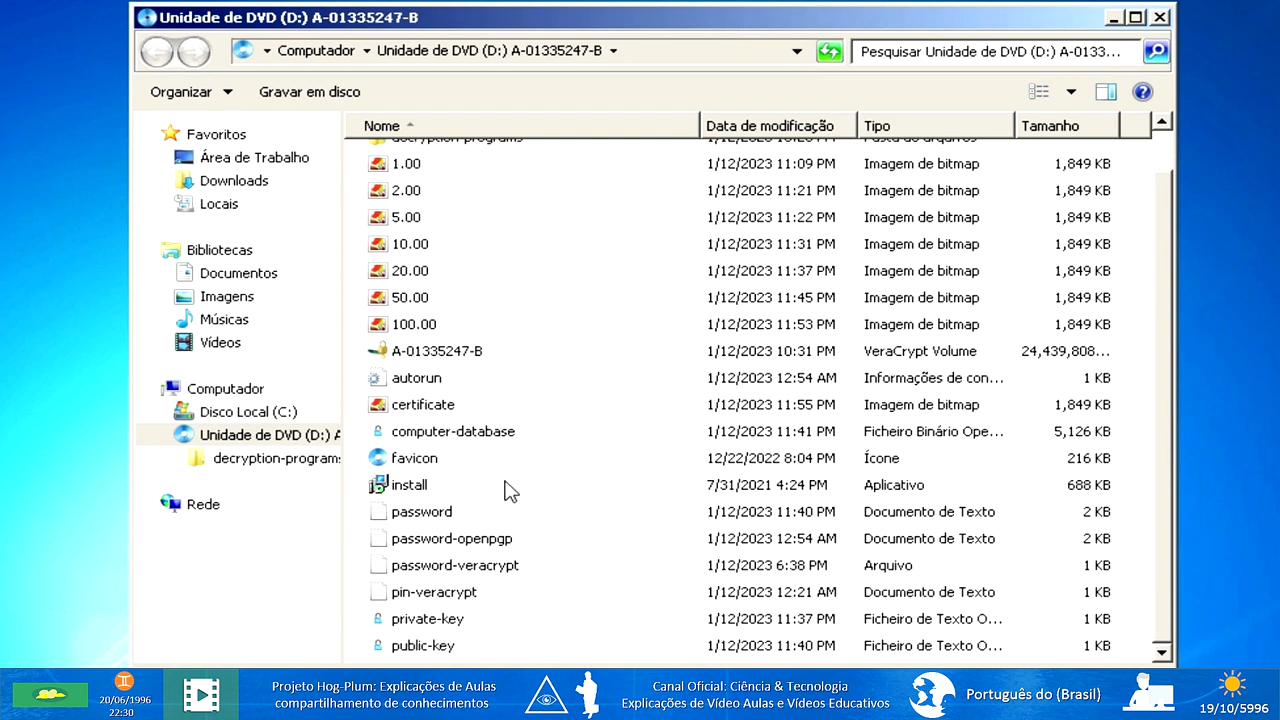 Unidade de DVD (D:) A-01335247-B
Computador Unidade de DVD (D:) A-01335247-B Pesquisar Unidade de DVD (D:) A-0133...
Organizar Gravar em disco
Nome Data de modificação Tipo Tamanho
Favoritos
Área de Trabalho
Downloads
Locais
Bibliotecas
Documentos
Imagens
Músicas
Vídeos
Computador
Disco Local (C:)
Unidade de DVD (D:) A
decryption-programs
Rede
decryption-programs
1.00 1/12/2023 11:09 PM Imagem de bitmap 1,849 KB
2.00 1/12/2023 11:21 PM Imagem de bitmap 1,849 KB
5.00 1/12/2023 11:22 PM Imagem de bitmap 1,849 KB
10.00 1/12/2023 11:31 PM Imagem de bitmap 1,849 KB
20.00 1/12/2023 11:37 PM Imagem de bitmap 1,849 KB
50.00 1/12/2023 11:45 PM Imagem de bitmap 1,849 KB
100.00 1/12/2023 11:53 PM Imagem de bitmap 1,849 KB
A-01335247-B 1/12/2023 10:31 PM VeraCrypt Volume 24,439,808...
autorun 1/12/2023 12:54 AM Informações de con... 1 KB
certificate 1/12/2023 11:55 PM Imagem de bitmap 1,849 KB
computer-database 1/12/2023 11:41 PM Ficheiro Binário Ope... 5,126 KB
favicon 12/22/2022 8:04 PM Ícone 216 KB
install 7/31/2021 4:24 PM Aplicativo 688 KB
password 1/12/2023 11:40 PM Documento de Texto 2 KB
password-openpgp 1/12/2023 12:54 AM Documento de Texto 2 KB
password-veracrypt 1/12/2023 6:38 PM Arquivo 1 KB
pin-veracrypt 1/12/2023 12:21 AM Documento de Texto 1 KB
private-key 1/12/2023 11:37 PM Ficheiro de Texto O... 1 KB
public-key 1/12/2023 11:40 PM Ficheiro de Texto O... 1 KB
20/06/1996
22:30
Projeto Hog-Plum: Explicações de Aulas
compartilhamento de conhecimentos
Canal Oficial: Ciência & Tecnologia
Explicações de Vídeo Aulas e Vídeos Educativos
Português do (Brasil)
19/10/5996